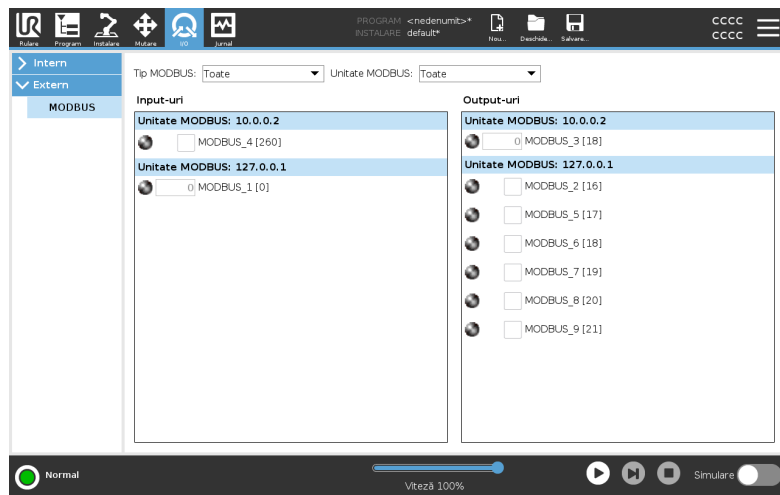 UR
PROGRAM <nedenumit>*
INSTALARE default*
CCCC
CCCC
Rulare Program Instalare Mutare I/O Jurnal Nou... Deschide... Salvare...
Intern
Extern
MODBUS
Tip MODBUS: Toate Unitate MODBUS: Toate
Input-uri
Unitate MODBUS: 10.0.0.2
MODBUS_4 [260]
Unitate MODBUS: 127.0.0.1
0 MODBUS_1 [0]
Output-uri
Unitate MODBUS: 10.0.0.2
0 MODBUS_3 [18]
Unitate MODBUS: 127.0.0.1
MODBUS_2 [16]
MODBUS_5 [17]
MODBUS_6 [18]
MODBUS_7 [19]
MODBUS_8 [20]
MODBUS_9 [21]
Normal
Viteză 100%
Simulare